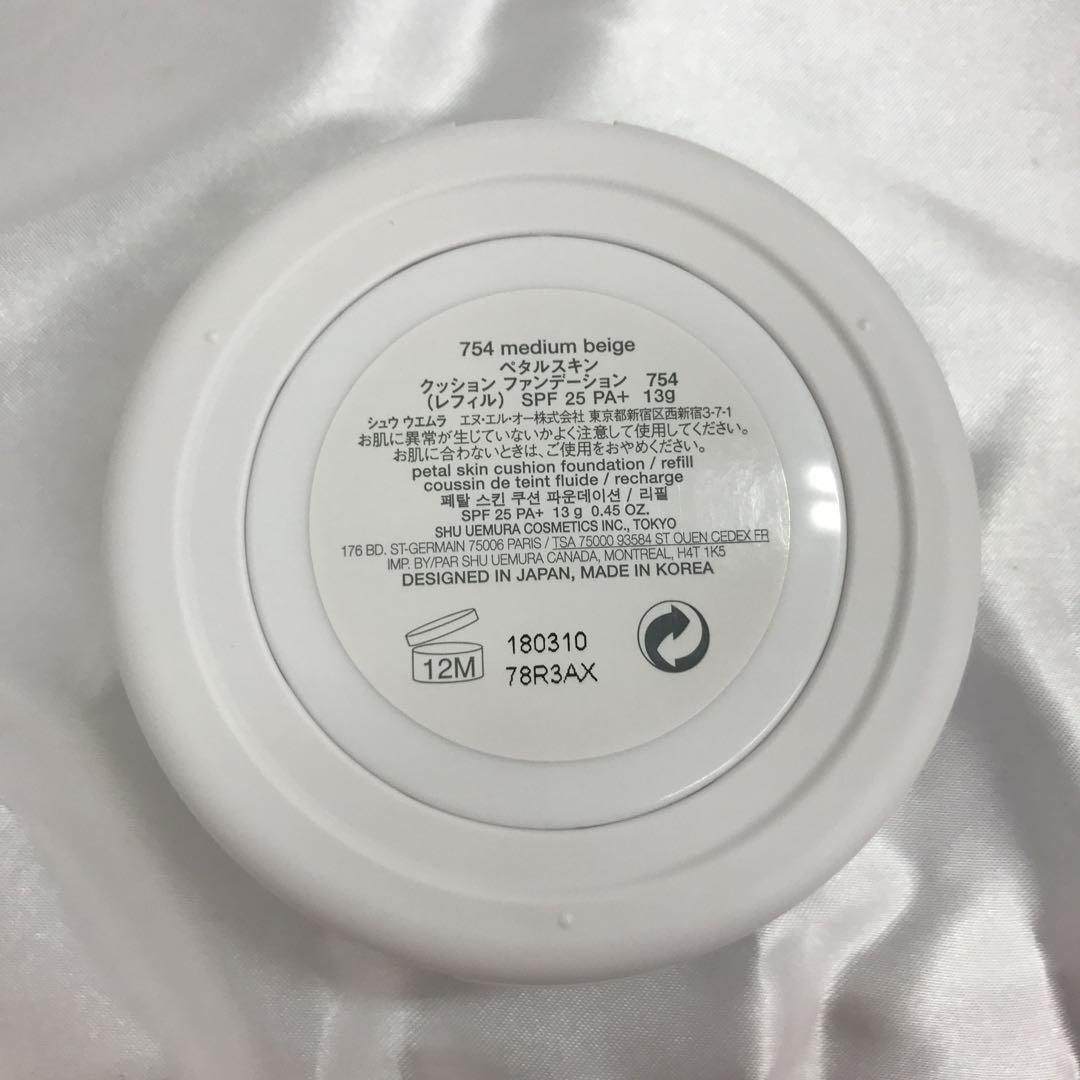 754 medium beige
ペタルスキン
クッション ファンデーション 754
(レフィル) SPF 25 PA+ 13g
シュウ ウエムラ エヌ・エル・オー株式会社 東京都新宿区西新宿3-7-1
お肌に異常が生じていないかよく注意して使用してください。
お肌に合わないときは、ご使用をおやめください。
petal skin cushion foundation / refill
coussin de teint fluide / recharge
페탈 스킨 쿠션 파운데이션 / 리필
SPF 25 PA+ 13 g 0.45 OZ.
SHU UEMURA COSMETICS INC., TOKYO
176 BD. ST-GERMAIN 75006 PARIS / TSA 75000 93584 ST OUEN CEDEX FR
IMP. BY/PAR SHU UEMURA CANADA, MONTREAL, H4T 1K5
DESIGNED IN JAPAN, MADE IN KOREA
12M
180310
78R3AX